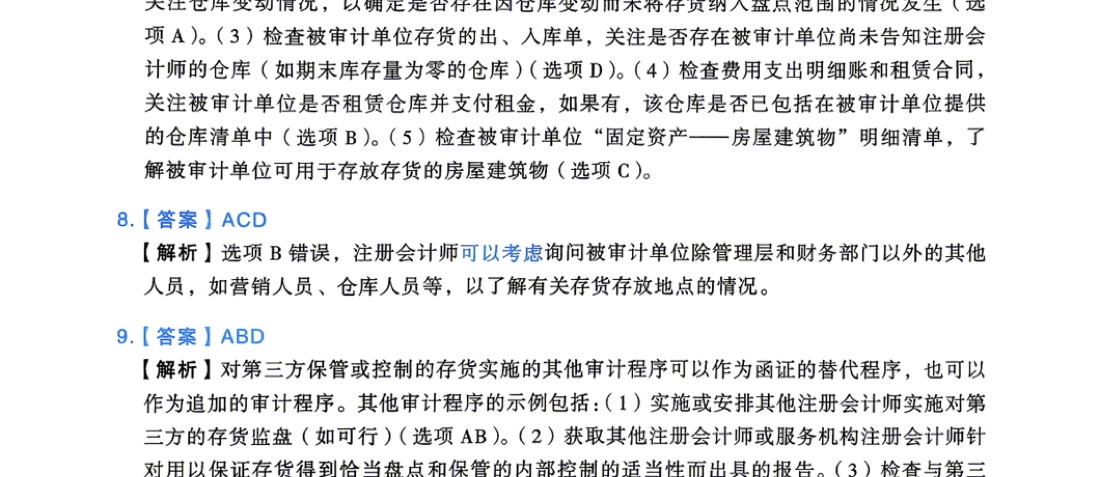 关注仓库变动情况，以确定是否存在因仓库变动而未将存货纳入盘点范围的情况发生（选
项 A）。（3）检查被审计单位存货的出、入库单，关注是否存在被审计单位尚未告知注册会
计师的仓库（如期末库存量为零的仓库）（选项 D）。（4）检查费用支出明细账和租赁合同，
关注被审计单位是否租赁仓库并支付租金，如果有，该仓库是否已包括在被审计单位提供
的仓库清单中（选项 B）。（5）检查被审计单位“固定资产——房屋建筑物”明细清单，了
解被审计单位可用于存放存货的房屋建筑物（选项 C）。
8.【答案】ACD
【解析】选项 B 错误，注册会计师可以考虑询问被审计单位除管理层和财务部门以外的其他
人员，如营销人员、仓库人员等，以了解有关存货存放地点的情况。
9.【答案】ABD
【解析】对第三方保管或控制的存货实施的其他审计程序可以作为函证的替代程序，也可以
作为追加的审计程序。其他审计程序的示例包括：（1）实施或安排其他注册会计师实施对第
三方的存货监盘（如可行）（选项 AB）。（2）获取其他注册会计师或服务机构注册会计师针
对用以保证存货得到恰当盘点和保管的内部控制的适当性而出具的报告。（3）检查与第三